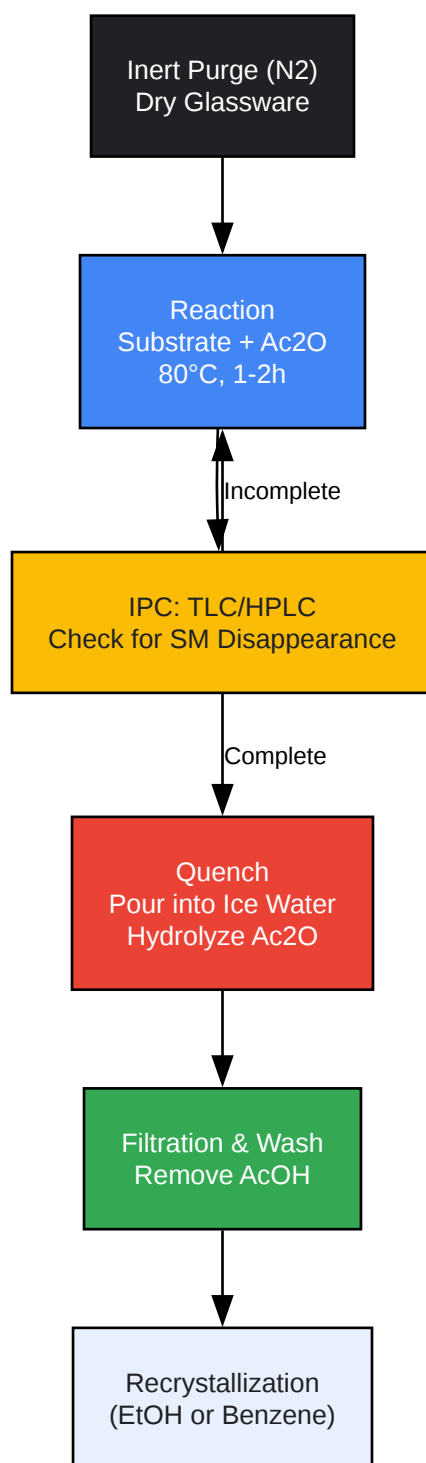 Inert Purge (N2)
Dry Glassware
Reaction
Substrate + Ac2O
80°C, 1-2h
Incomplete
IPC: TLC/HPLC
Check for SM Disappearance
Complete
Quench
Pour into Ice Water
Hydrolyze Ac2O
Filtration & Wash
Remove AcOH
Recrystallization
(EtOH or Benzene)